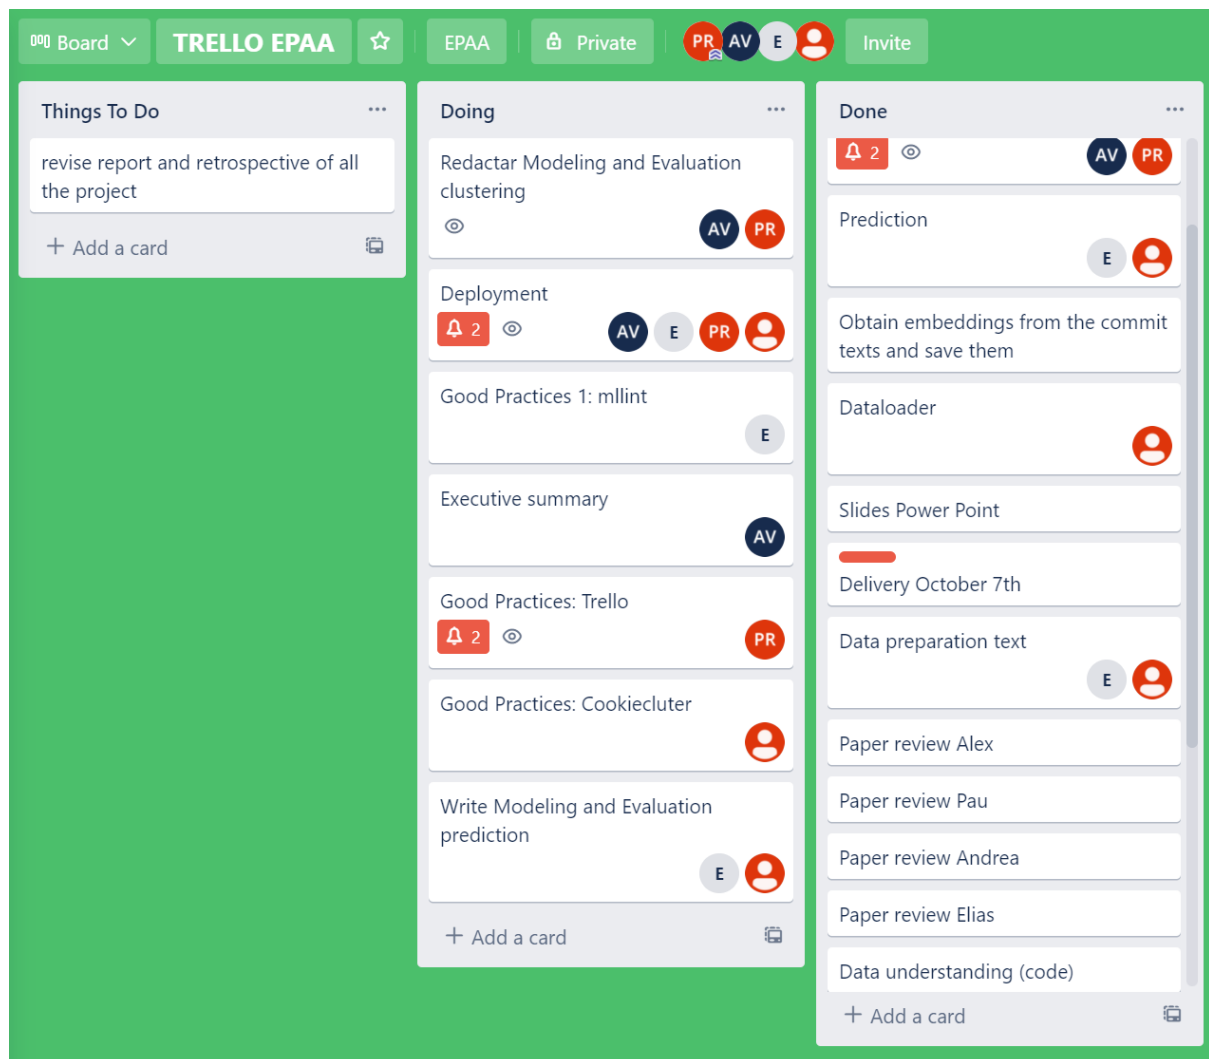 Board
TRELLO EPAA
EPAA
Private
PR AV E
Invite
Things To Do
revise report and retrospective of all
the project
+ Add a card
Doing
Redactar Modeling and Evaluation
clustering
AV PR
Deployment
2
AV E PR
Good Practices 1: mllint
E
Executive summary
AV
Good Practices: Trello
2
PR
Good Practices: Cookiecluter
Write Modeling and Evaluation
prediction
E
+ Add a card
Done
2
AV PR
Prediction
E
Obtain embeddings from the commit
texts and save them
Dataloader
Slides Power Point
Delivery October 7th
Data preparation text
E
Paper review Alex
Paper review Pau
Paper review Andrea
Paper review Elias
Data understanding (code)
+ Add a card